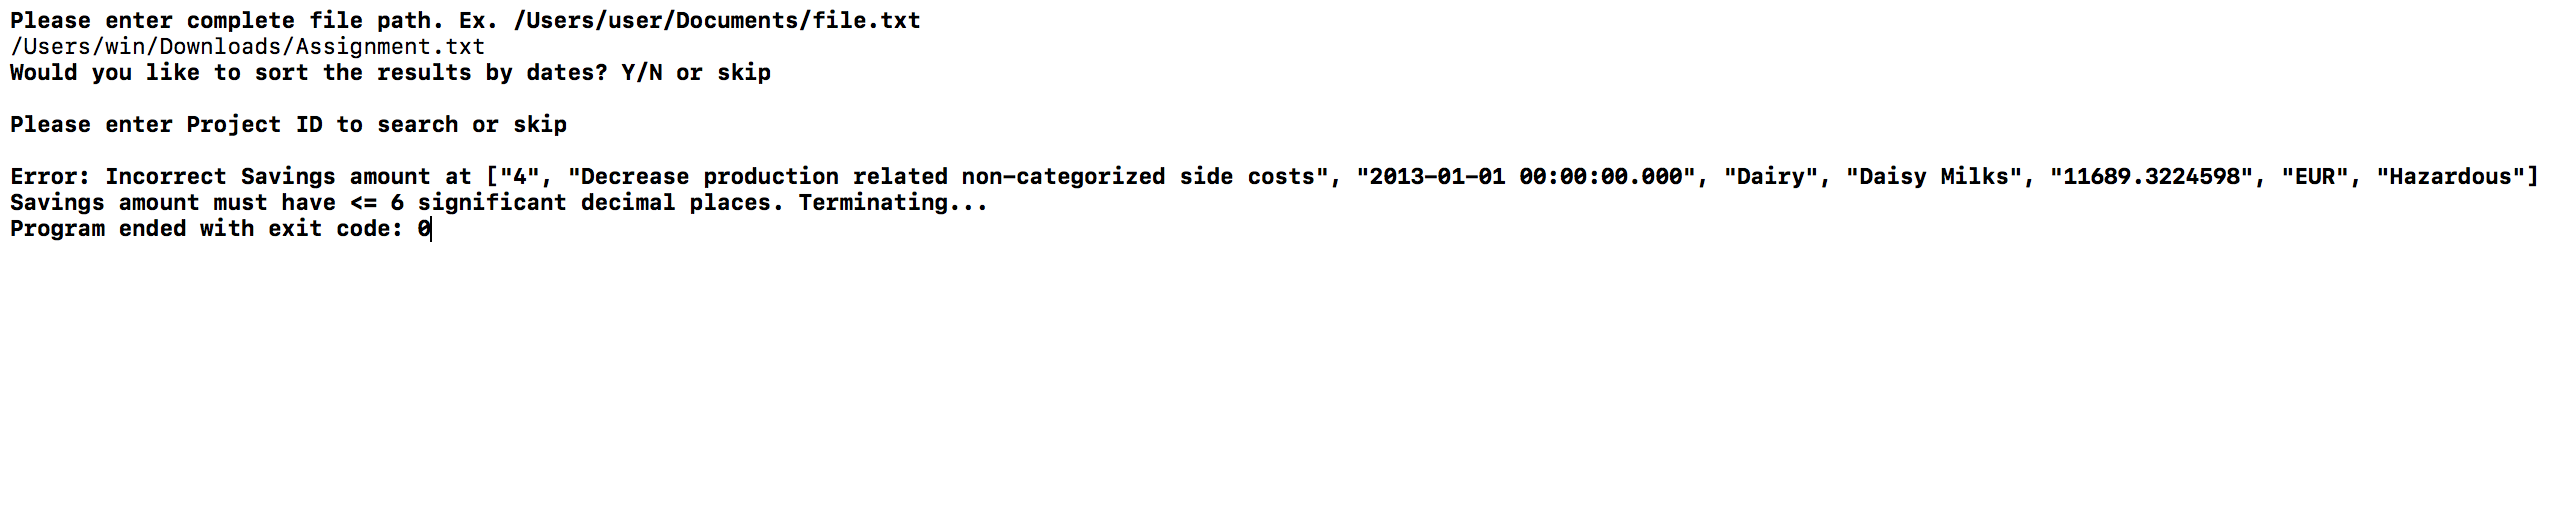 Please enter complete file path. Ex. /Users/user/Documents/file.txt
/Users/win/Downloads/Assignment.txt
Would you like to sort the results by dates? Y/N or skip
Please enter Project ID to search or skip
Error: Incorrect Savings amount at ["4", "Decrease production related non-categorized side costs", "2013-01-01 00:00:00.000", "Dairy", "Daisy Milks", "11689.3224598", "EUR", "Hazardous"]
Savings amount must have <= 6 significant decimal places. Terminating...
Program ended with exit code: 0